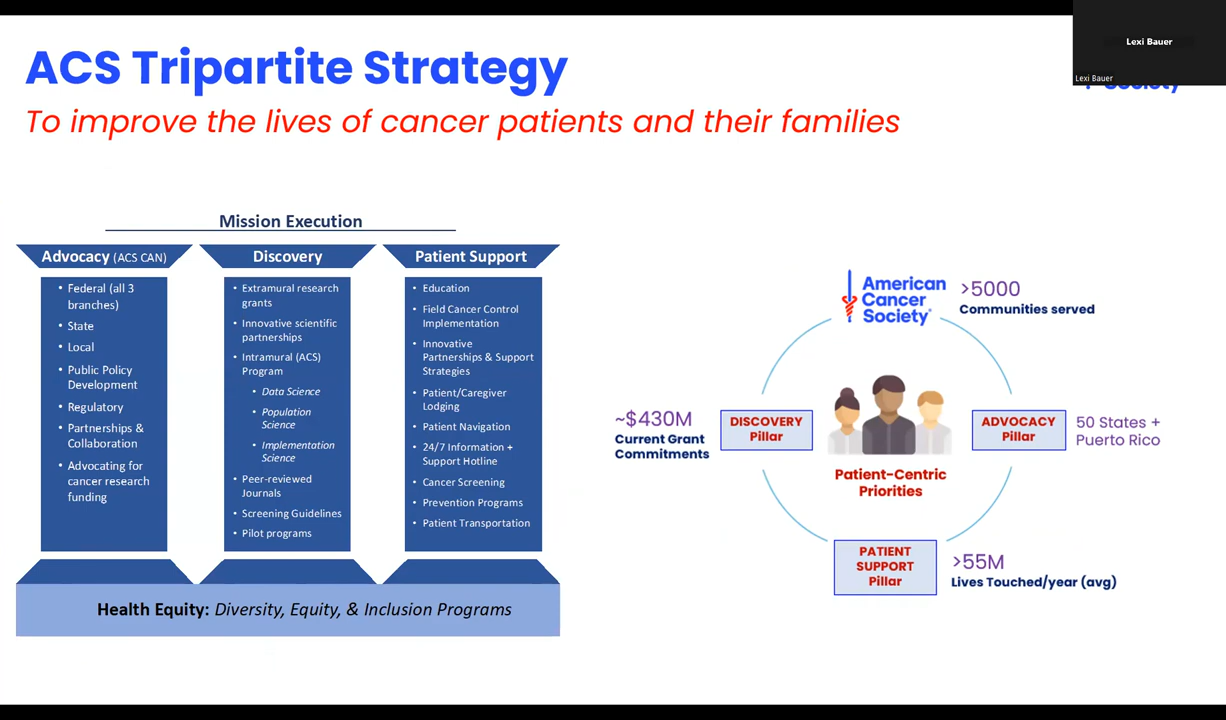 ACS Tripartite Strategy
To improve the lives of cancer patients and their families
Lexi Bauer
Lexi Bauer
Society
Mission Execution
Advocacy (ACS CAN)
• Federal (all 3
branches)
• State
• Local
• Public Policy
Development
• Regulatory
• Partnerships &
Collaboration
• Advocating for
cancer research
funding
Discovery
• Extramural research
grants
• Innovative scientific
partnerships
• Intramural (ACS)
Program
• Data Science
• Population
Science
• Implementation
Science
• Peer-reviewed
Journals
• Screening Guidelines
• Pilot programs
Patient Support
• Education
• Field Cancer Control
Implementation
• Innovative
Partnerships & Support
Strategies
• Patient/Caregiver
Lodging
• Patient Navigation
• 24/7 Information +
Support Hotline
• Cancer Screening
• Prevention Programs
• Patient Transportation
Health Equity: Diversity, Equity, & Inclusion Programs
American
Cancer
Society®
>5000
Communities served
~$430M
Current Grant
Commitments
DISCOVERY
Pillar
Patient-Centric
Priorities
ADVOCACY
Pillar
50 States +
Puerto Rico
PATIENT
SUPPORT
Pillar
>55M
Lives Touched/year (avg)